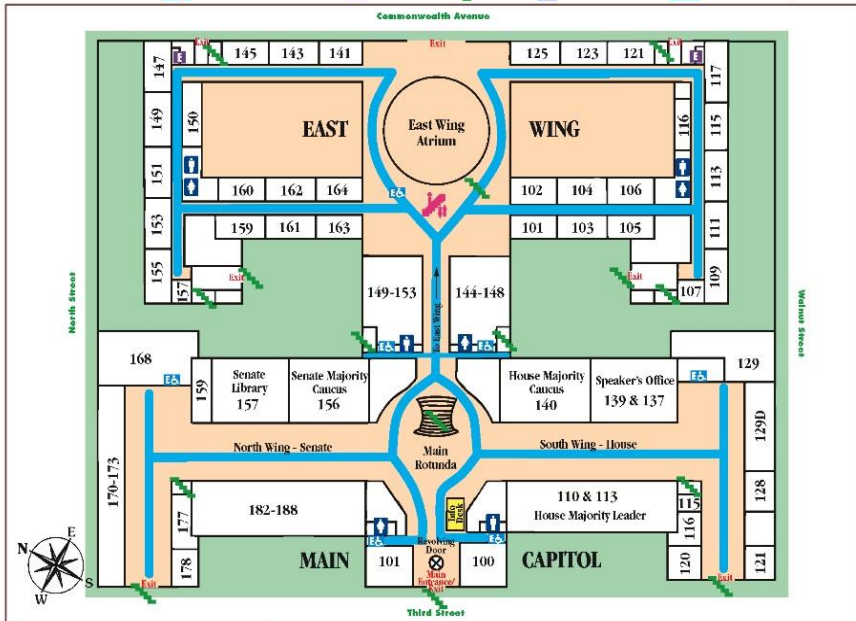 Commonwealth Avenue
147
E
Exit
145
143
141
Exit
125
123
121
Exit
E
117
149
150
EAST
East Wing
Atrium
WING
116
115
151
160
162
164
E
102
104
106
113
153
159
161
163
101
103
105
111
155
157
Exit
149-153
To East Wing
144-148
Exit
107
109
North Street
Walnut Street
E
E
168
E
159
Senate
Library
157
Senate Majority
Caucus
156
House Majority
Caucus
140
Speaker's Office
139 & 137
E
129
129D
170-173
North Wing - Senate
Main
Rotunda
South Wing - House
177
182-188
Info
Desk
110 & 113
House Majority Leader
115
128
116
E
Revolving
Door
E
178
MAIN
101
100
CAPITOL
120
121
Main
Entrance/
Exit
Exit
Exit
Third Street
N
E
S
W